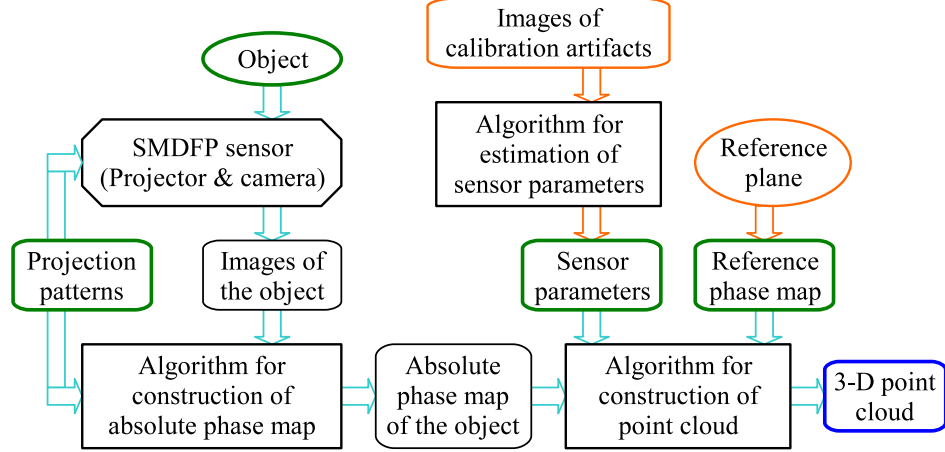 Images of
calibration artifacts
Object
SMDFP sensor
(Projector & camera)
Algorithm for
estimation of
sensor parameters
Reference
plane
Projection
patterns
Images of
the object
Sensor
parameters
Reference
phase map
Algorithm for
construction of
absolute phase map
Absolute
phase map
of the object
Algorithm for
construction of
point cloud
3-D point
cloud